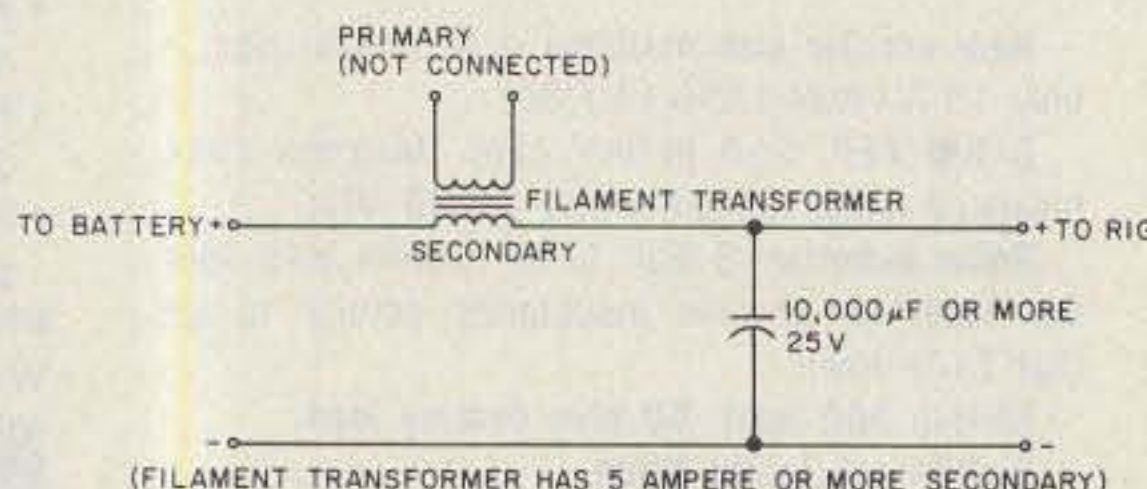 PRIMARY
(NOT CONNECTED)
FILAMENT TRANSFORMER
TO BATTERY +
+ TO RIG
SECONDARY
10,000µF OR MORE
25V
- -
(FILAMENT TRANSFORMER HAS 5 AMPERE OR MORE SECONDARY)